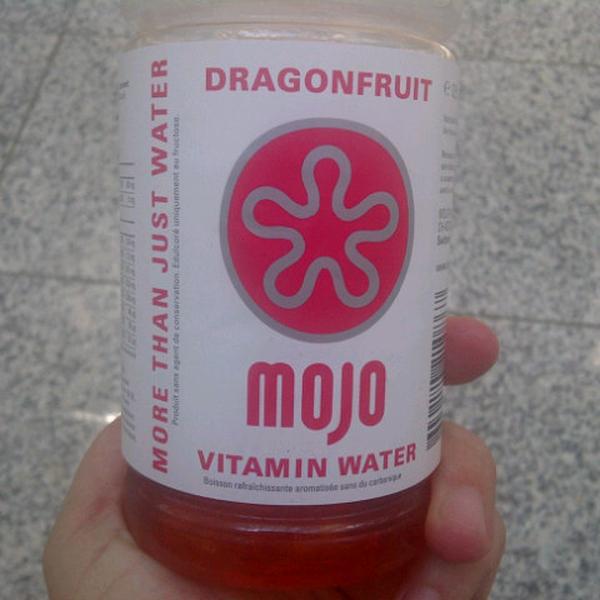 DRAGONFRUIT
MORE THAN JUST WATER
Produit sans agent de conservation. Edulcoré uniquement au fructose.
mojo
VITAMIN WATER
Boisson rafraîchissante aromatisée sans du carbonique